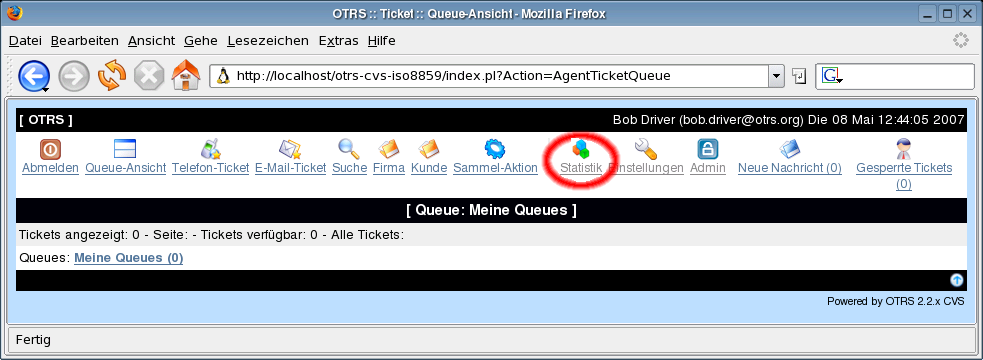 OTRS :: Ticket :: Queue-Ansicht - Mozilla Firefox
Datei Bearbeiten Ansicht Gehe Lesezeichen Extras Hilfe
http://localhost/otrs-cvs-iso8859/index.pl?Action=AgentTicketQueue G
[ OTRS ] Bob Driver (bob.driver@otrs.org) Die 08 Mai 12:44:05 2007
Abmelden Queue-Ansicht Telefon-Ticket E-Mail-Ticket Suche Firma Kunde Sammel-Aktion Statistik Einstellungen Admin Neue Nachricht (0) Gesperrte Tickets
(0)
[ Queue: Meine Queues ]
Tickets angezeigt: 0 - Seite: - Tickets verfügbar: 0 - Alle Tickets:
Queues: Meine Queues (0)
Powered by OTRS 2.2.x CVS
Fertig